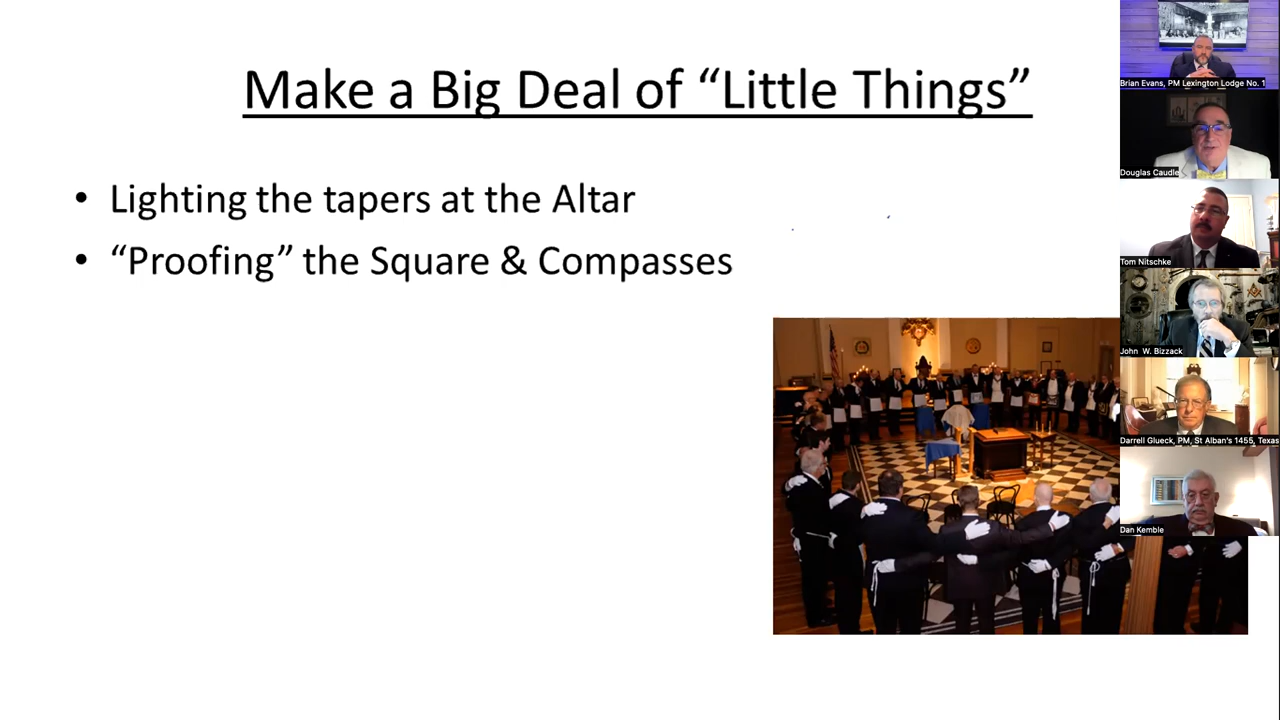 Make a Big Deal of “Little Things”
• Lighting the tapers at the Altar
• “Proofing” the Square & Compasses
Brian Evans, PM Lexington Lodge No. 1
Douglas Caudle
Tom Nitschke
John W. Bizzack
Darrell Glueck, PM, St Alban's 1455, Texas
Dan Kemble